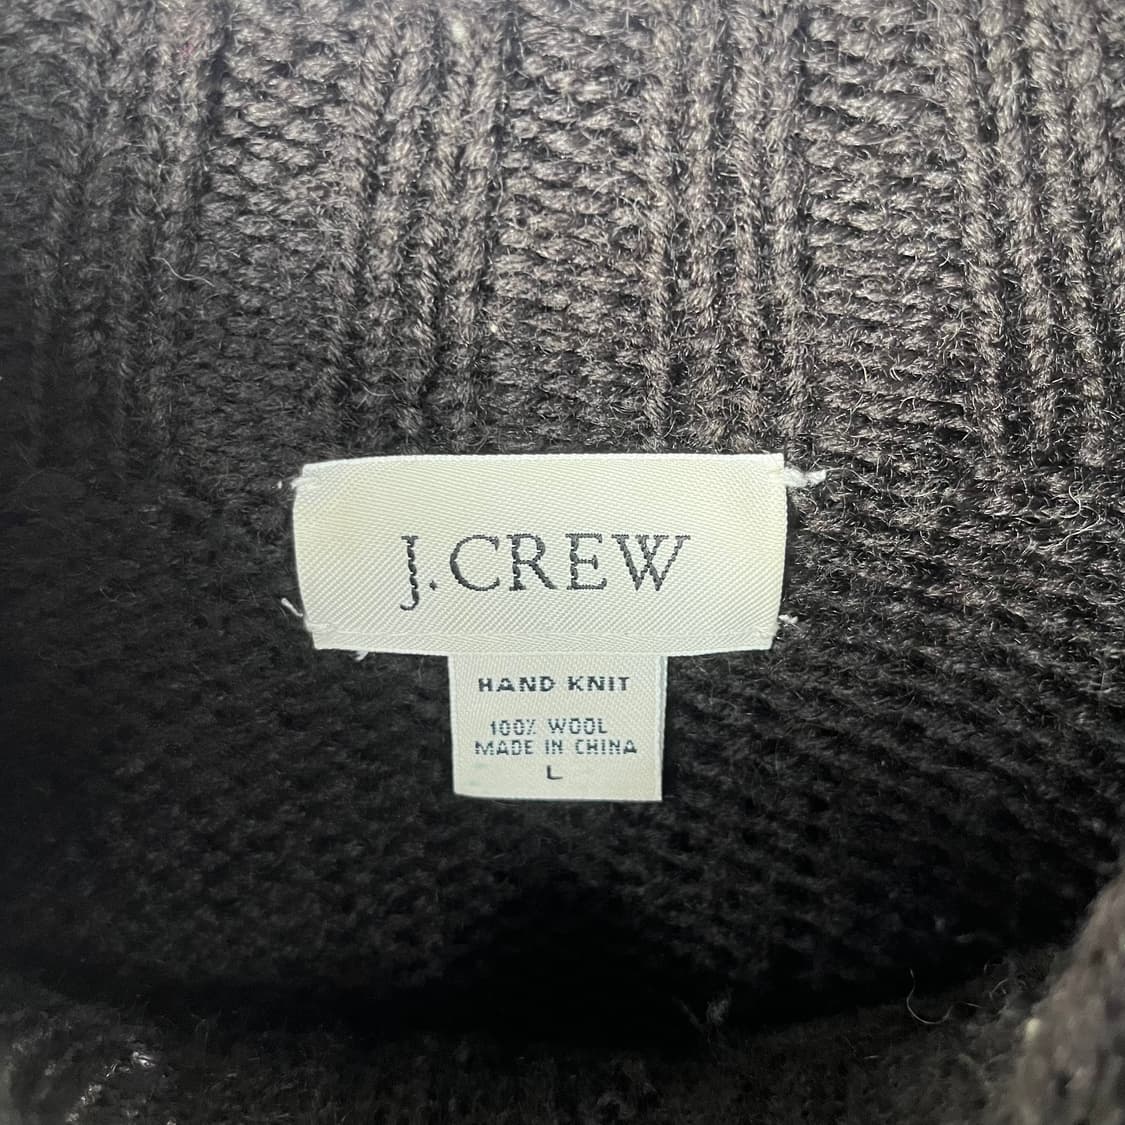 J.CREW
HAND KNIT
100% WOOL
MADE IN CHINA
L